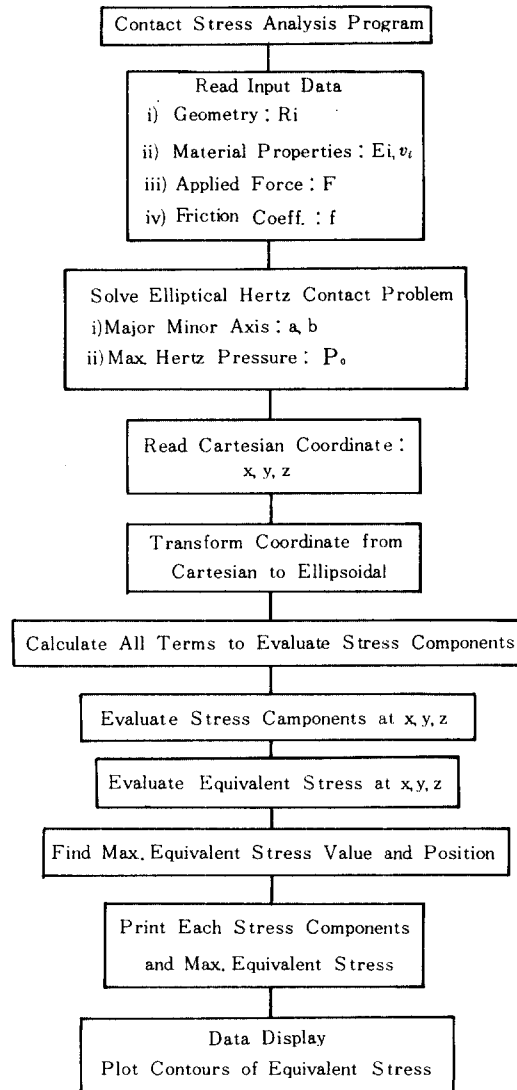 Contact Stress Analysis Program
Read Input Data
i) Geometry : Ri
ii) Material Properties : Ei, νi
iii) Applied Force : F
iv) Friction Coeff. : f
Solve Elliptical Hertz Contact Problem
i)Major Minor Axis : a, b
ii) Max. Hertz Pressure : P₀
Read Cartesian Coordinate :
x, y, z
Transform Coordinate from
Cartesian to Ellipsoidal
Calculate All Terms to Evaluate Stress Components
Evaluate Stress Camponents at x, y, z
Evaluate Equivalent Stress at x,y,z
Find Max. Equivalent Stress Value and Position
Print Each Stress Components
and Max. Equivalent Stress
Data Display
Plot Contours of Equivalent Stress